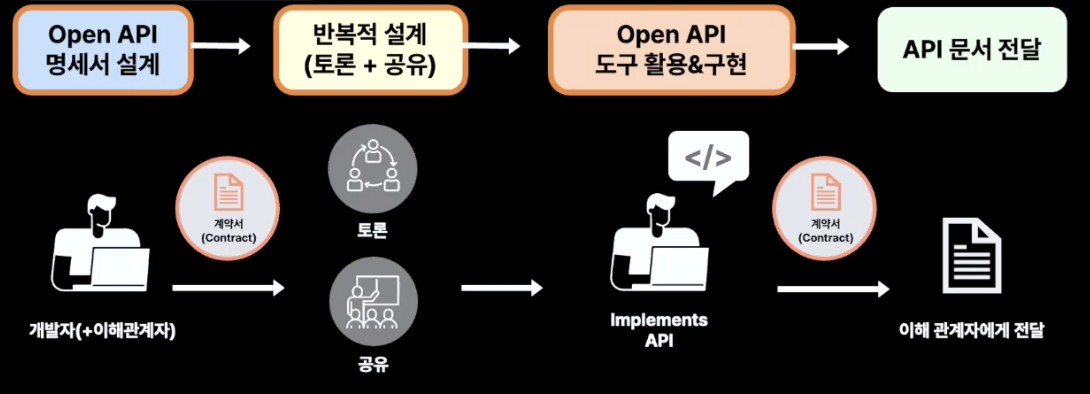 Open API
명세서 설계
반복적 설계
(토론 + 공유)
Open API
도구 활용&구현
API 문서 전달
</>
계약서
(Contract)
계약서
(Contract)
토론
개발자(+이해관계자)
공유
Implements
API
이해 관계자에게 전달